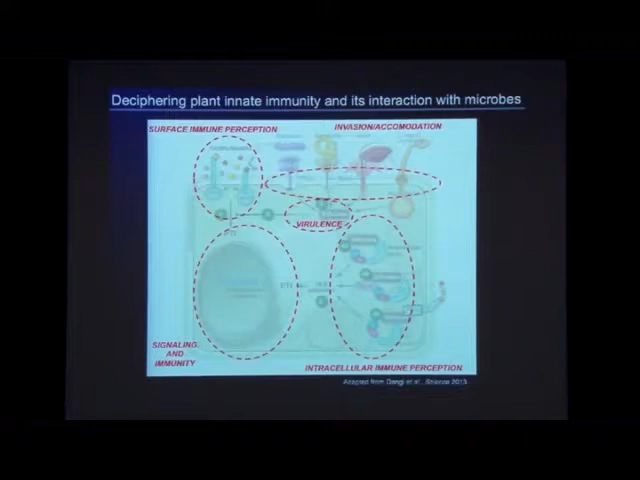 Deciphering plant innate immunity and its interaction with microbes
SURFACE IMMUNE PERCEPTION
INVASION/ACCOMODATION
VIRULENCE
ETI
SIGNALING
AND
IMMUNITY
INTRACELLULAR IMMUNE PERCEPTION
Adapted from Dangl et al., Science 2013